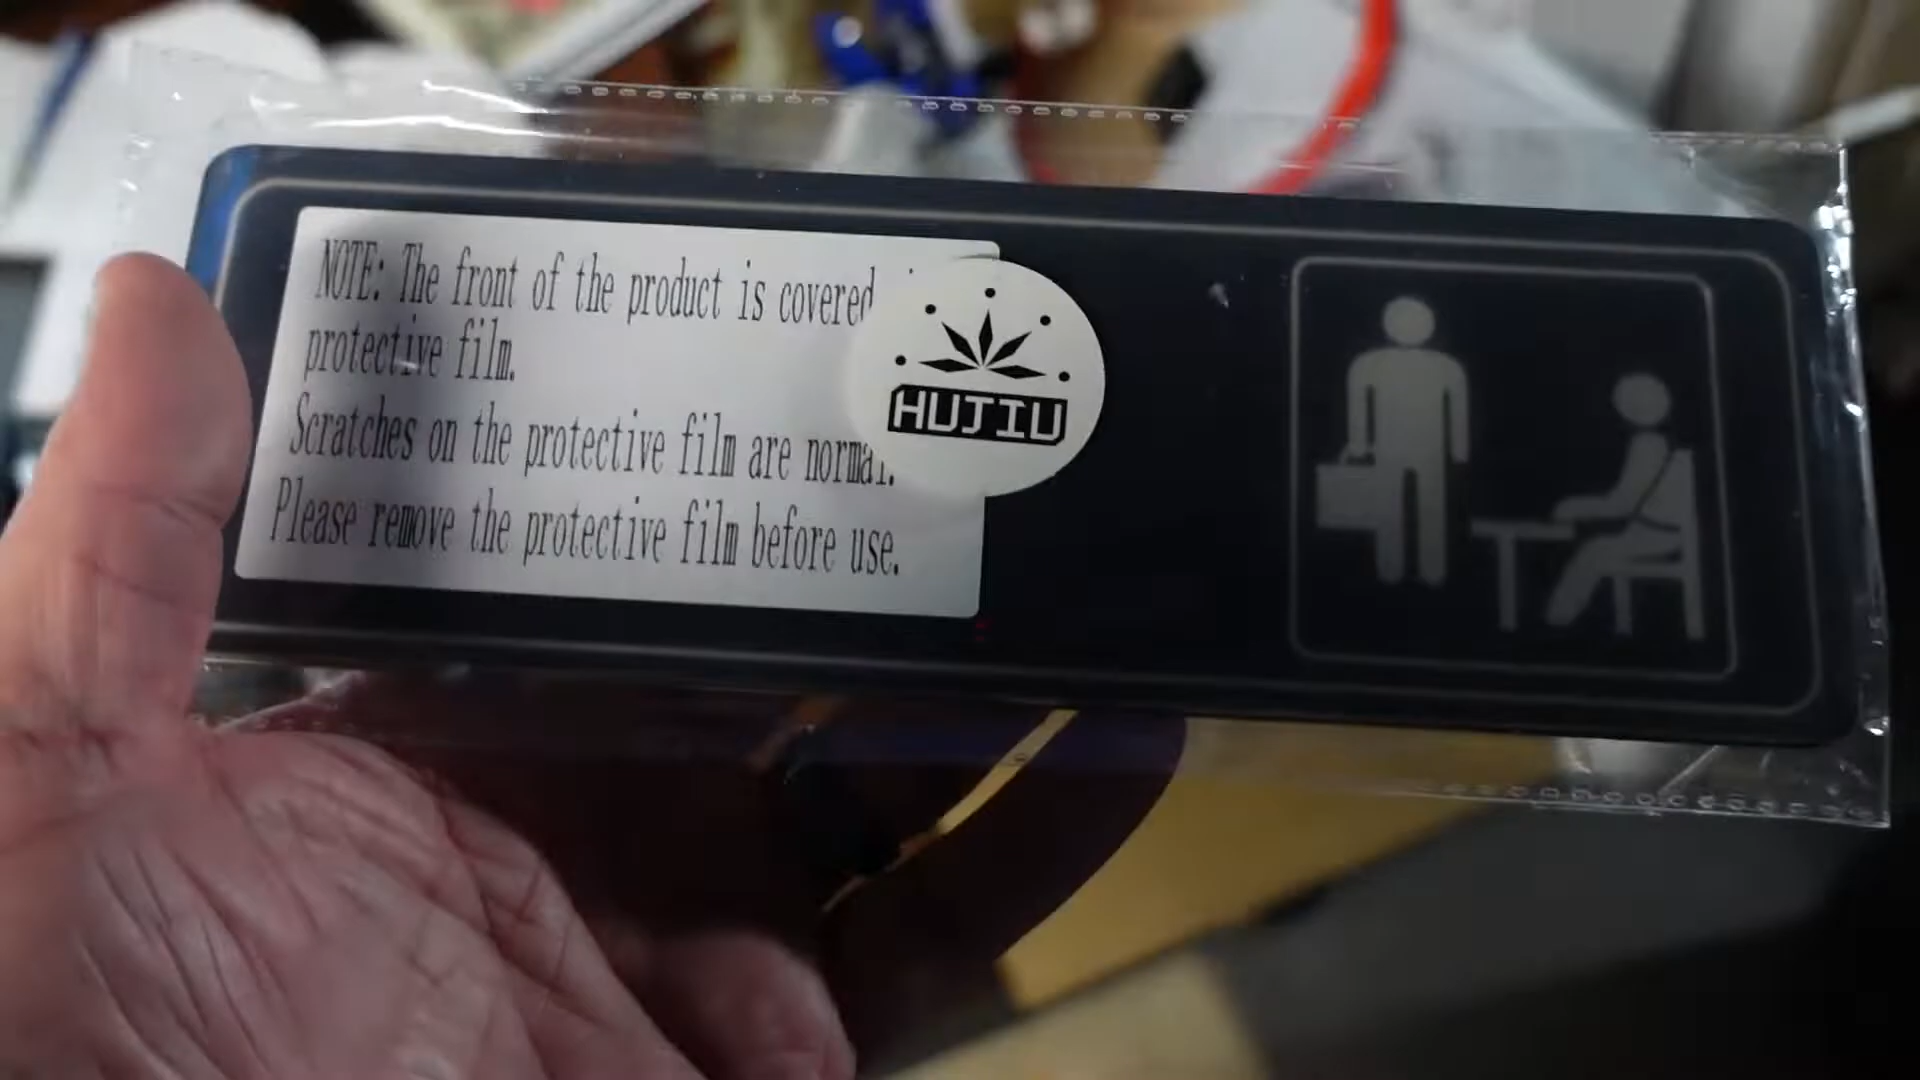 NOTE: The front of the product is covered
protective film.
Scratches on the protective film are normal.
Please remove the protective film before use.
HUJIU